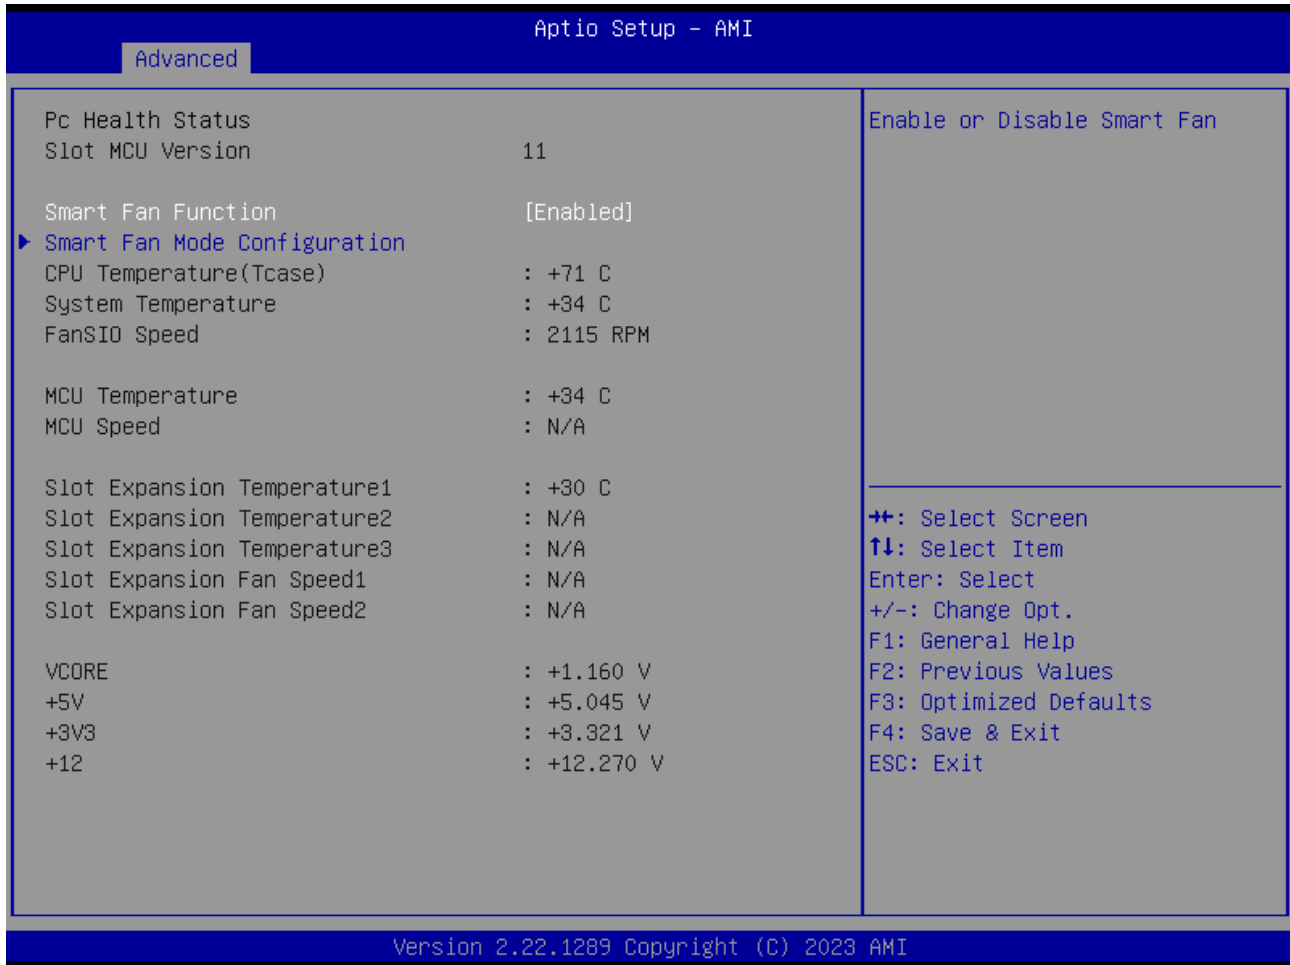 Aptio Setup - AMI
Advanced
Pc Health Status
Slot MCU Version 11
Smart Fan Function [Enabled]
Smart Fan Mode Configuration
CPU Temperature(Tcase) : +71 C
System Temperature : +34 C
FanSIO Speed : 2115 RPM
MCU Temperature : +34 C
MCU Speed : N/A
Slot Expansion Temperature1 : +30 C
Slot Expansion Temperature2 : N/A
Slot Expansion Temperature3 : N/A
Slot Expansion Fan Speed1 : N/A
Slot Expansion Fan Speed2 : N/A
VCORE : +1.160 V
+5V : +5.045 V
+3V3 : +3.321 V
+12 : +12.270 V
Enable or Disable Smart Fan
→←: Select Screen
↑↓: Select Item
Enter: Select
+/-: Change Opt.
F1: General Help
F2: Previous Values
F3: Optimized Defaults
F4: Save & Exit
ESC: Exit
Version 2.22.1289 Copyright (C) 2023 AMI